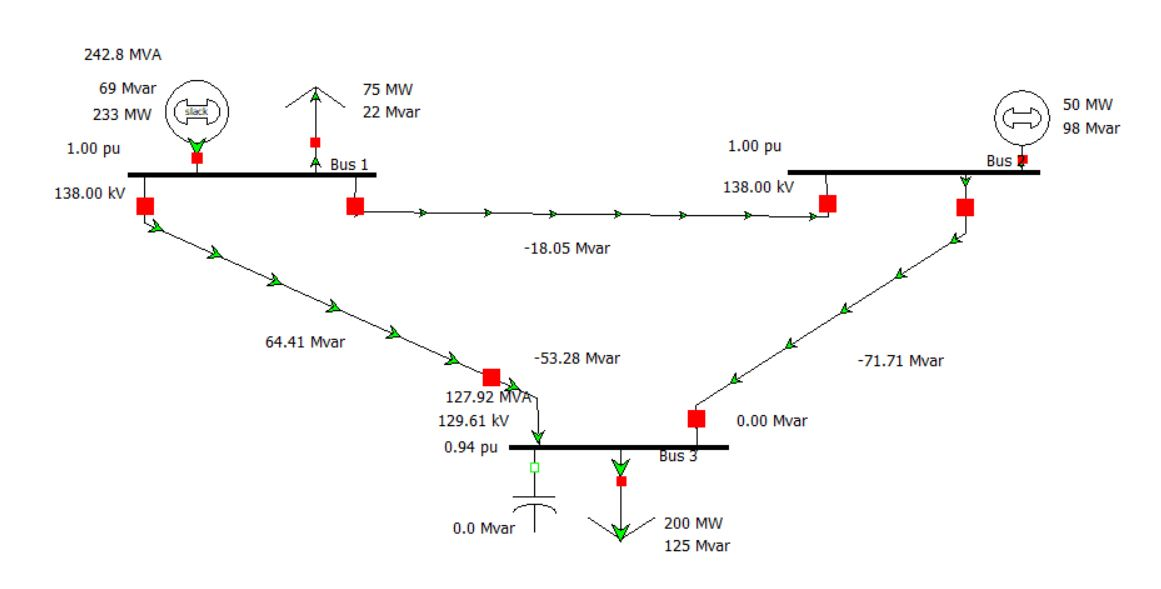 242.8 MVA
69 Mvar
233 MW
slack
75 MW
22 Mvar
1.00 pu
Bus 1
138.00 kV
50 MW
98 Mvar
1.00 pu
Bus 2
138.00 kV
-18.05 Mvar
64.41 Mvar
-53.28 Mvar
-71.71 Mvar
127.92 MVA
129.61 kV
0.94 pu
0.00 Mvar
Bus 3
0.0 Mvar
200 MW
125 Mvar